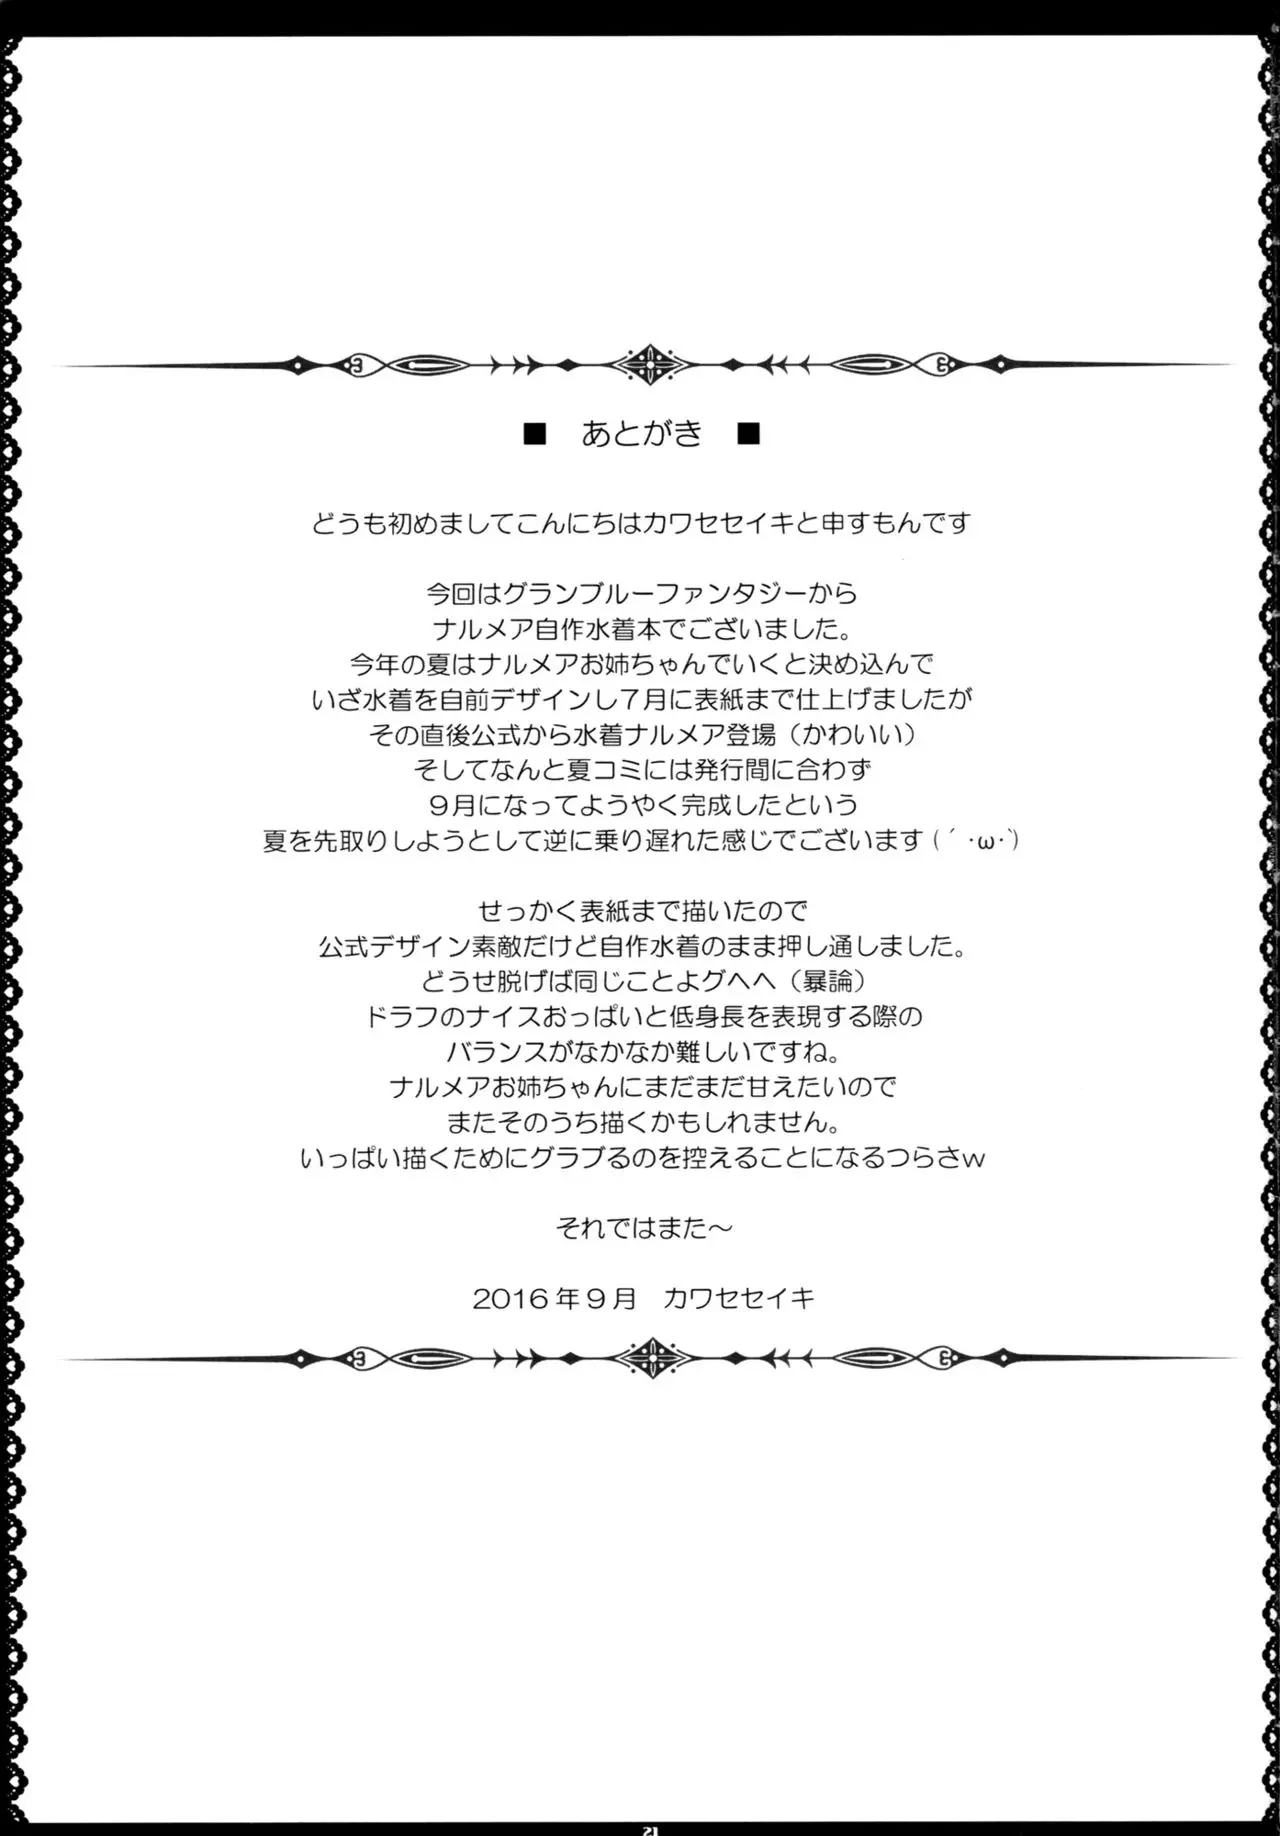 ■ あとがき ■
どうも初めましてこんにちはカワセセイキと申すもんです
今回はグランブルーファンタジーから
ナルメア自作水着本でございました。
今年の夏はナルメアお姉ちゃんでいくと決め込んで
いざ水着を自前デザインし７月に表紙まで仕上げましたが
その直後公式から水着ナルメア登場（かわいい）
そしてなんと夏コミには発行間に合わず
９月になってようやく完成したという
夏を先取りしようとして逆に乗り遅れた感じでございます(´･ω･`)
せっかく表紙まで描いたので
公式デザイン素敵だけど自作水着のまま押し通しました。
どうせ脱げば同じことよグへへ（暴論）
ドラフのナイスおっぱいと低身長を表現する際の
バランスがなかなか難しいですね。
ナルメアお姉ちゃんにまだまだ甘えたいので
またそのうち描くかもしれません。
いっぱい描くためにグラブるのを控えることになるつらさｗ
それではまた～
2016年９月　カワセセイキ
21